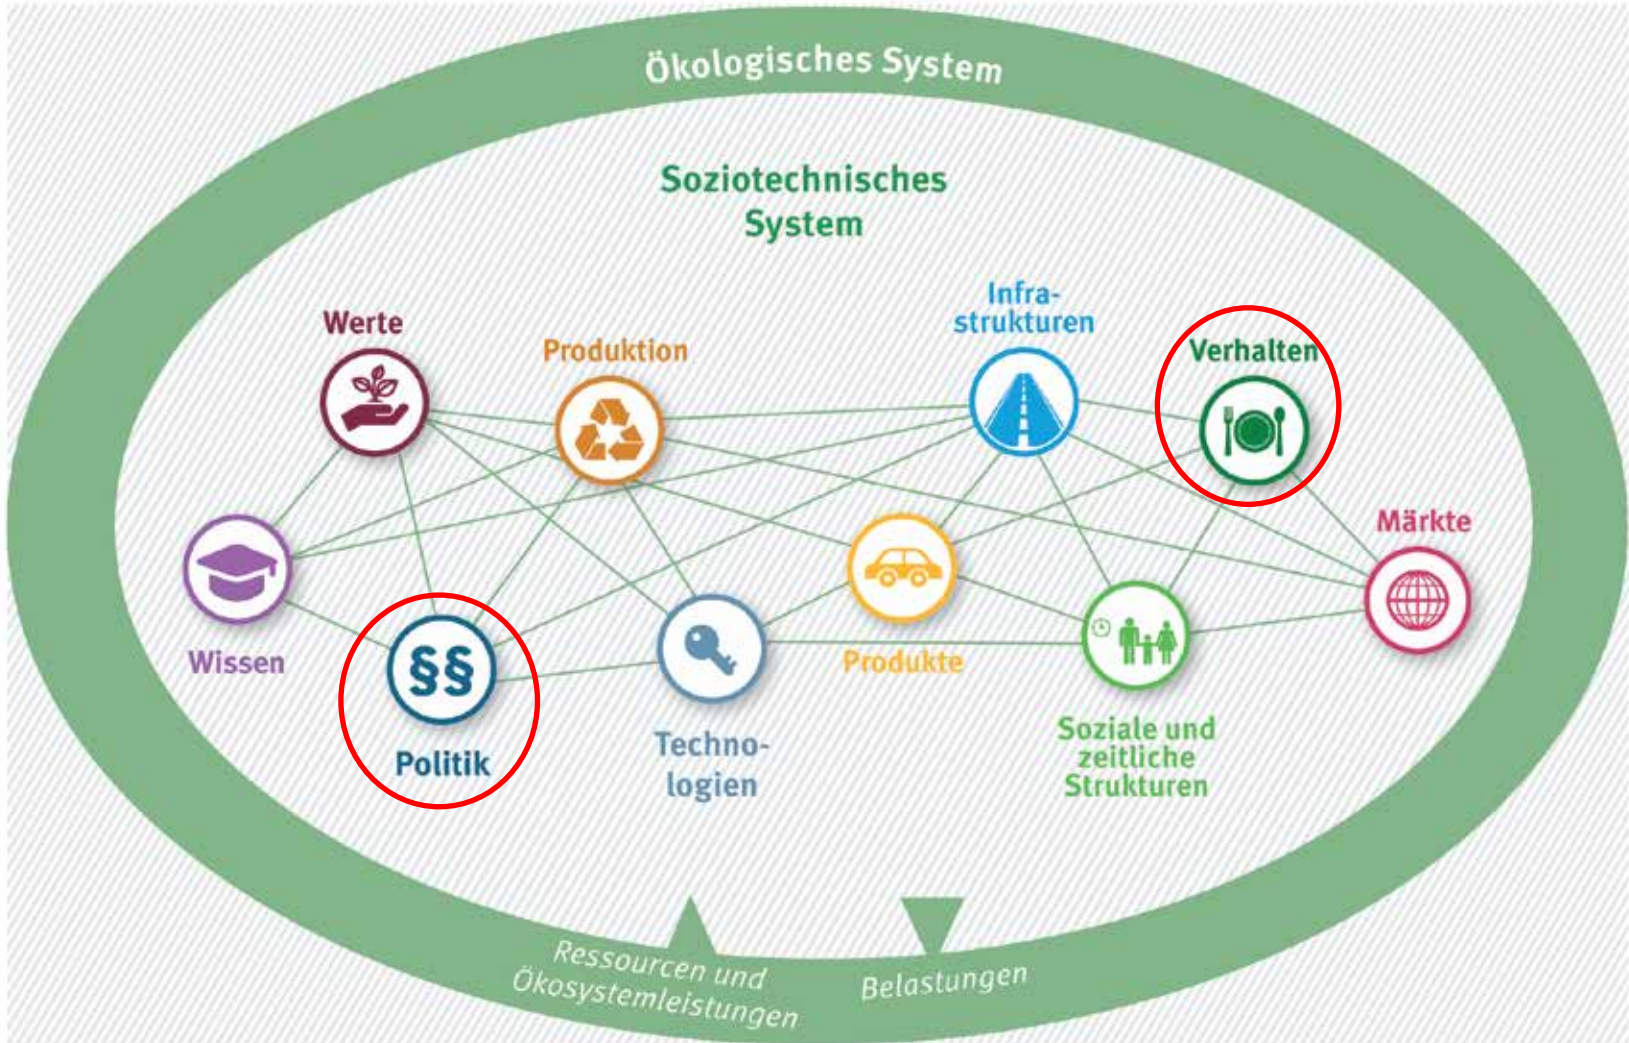 Ökologisches System
Soziotechnisches
System
Werte
Produktion
Infra-
strukturen
Verhalten
Märkte
Wissen
§§
Politik
Techno-
logien
Produkte
Soziale und
zeitliche
Strukturen
Ressourcen und
Ökosystemleistungen
Belastungen